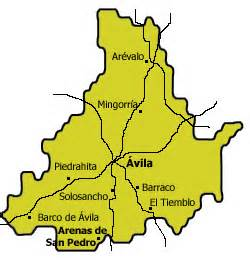 Arévalo
Mingorría
Ávila
Piedrahita
Solosancho
Barraco
El Tiemblo
Barco de Ávila
Arenas de
San Pedro